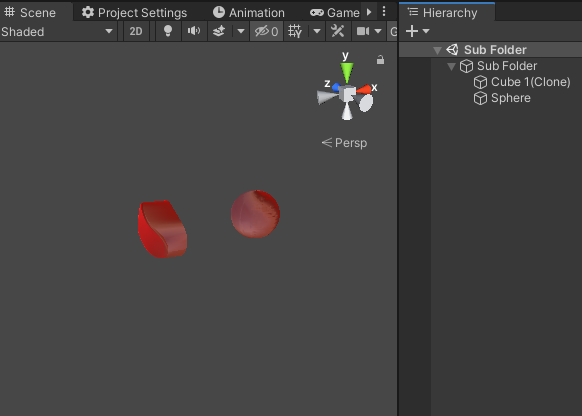 Scene Project Settings Animation Game
Hierarchy
Shaded 2D 0
Sub Folder
Sub Folder
Cube 1(Clone)
Sphere
y
z x
Persp